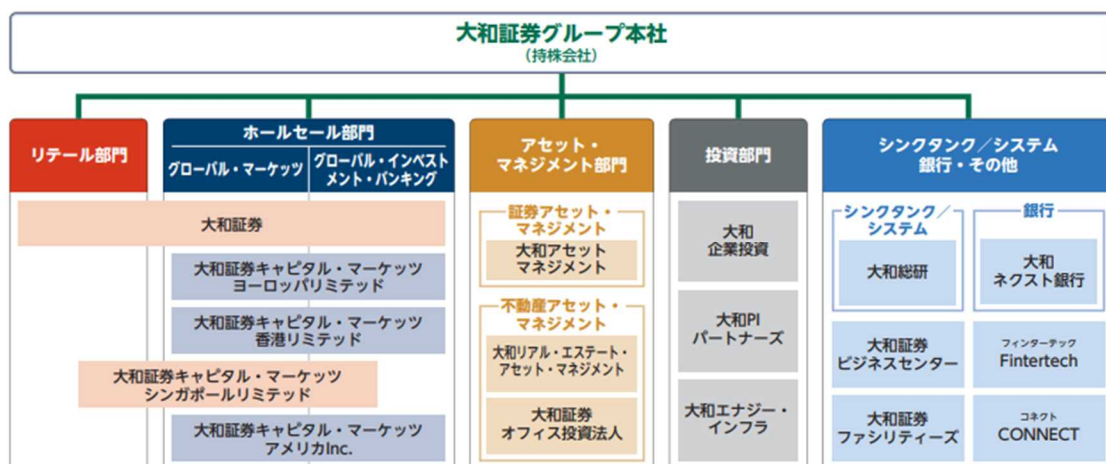 大和証券グループ本社
(持株会社)
リテール部門
ホールセール部門
グローバル・マーケッツ
グローバル・インベスト
メント・バンキング
大和証券
大和証券キャピタル・マーケッツ
ヨーロッパリミテッド
大和証券キャピタル・マーケッツ
香港リミテッド
大和証券キャピタル・マーケッツ
シンガポールリミテッド
大和証券キャピタル・マーケッツ
アメリカInc.
アセット・
マネジメント部門
証券アセット・
マネジメント
大和アセット
マネジメント
不動産アセット・
マネジメント
大和リアル・エステート・
アセット・マネジメント
大和証券
オフィス投資法人
投資部門
大和
企業投資
大和PI
パートナーズ
大和エナジー・
インフラ
シンクタンク/システム
銀行・その他
シンクタンク/
システム
大和総研
大和証券
ビジネスセンター
大和証券
ファシリティーズ
銀行
大和
ネクスト銀行
フィンターテック
Fintertech
コネクト
CONNECT